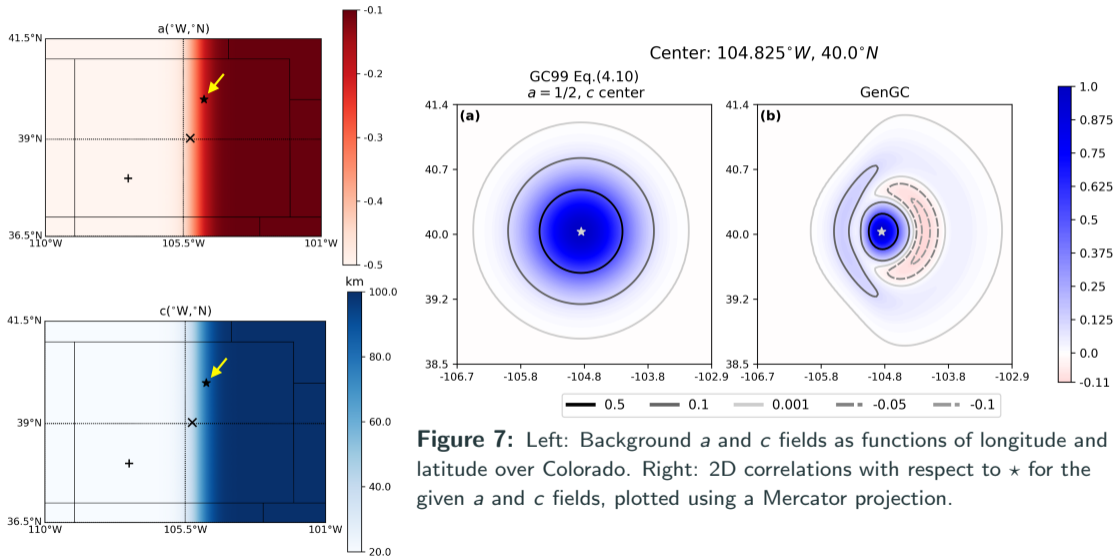 a(°W,°N)
41.5°N
39°N
36.5°N
110°W
105.5°W
101°W
-0.1
-0.2
-0.3
-0.4
-0.5
c(°W,°N)
41.5°N
39°N
36.5°N
110°W
105.5°W
101°W
km
100.0
80.0
60.0
40.0
20.0
Center: 104.825°W, 40.0°N
GC99 Eq.(4.10)
a = 1/2, c center
(a)
41.4
40.7
40.0
39.2
38.5
-106.7
-105.8
-104.8
-103.8
-102.9
GenGC
(b)
41.4
40.7
40.0
39.2
38.5
-106.7
-105.8
-104.8
-103.8
-102.9
1.0
0.875
0.75
0.625
0.5
0.375
0.25
0.125
0.0
-0.11
0.5 0.1 0.001 -0.05 -0.1
Figure 7: Left: Background a and c fields as functions of longitude and
latitude over Colorado. Right: 2D correlations with respect to ⋆ for the
given a and c fields, plotted using a Mercator projection.